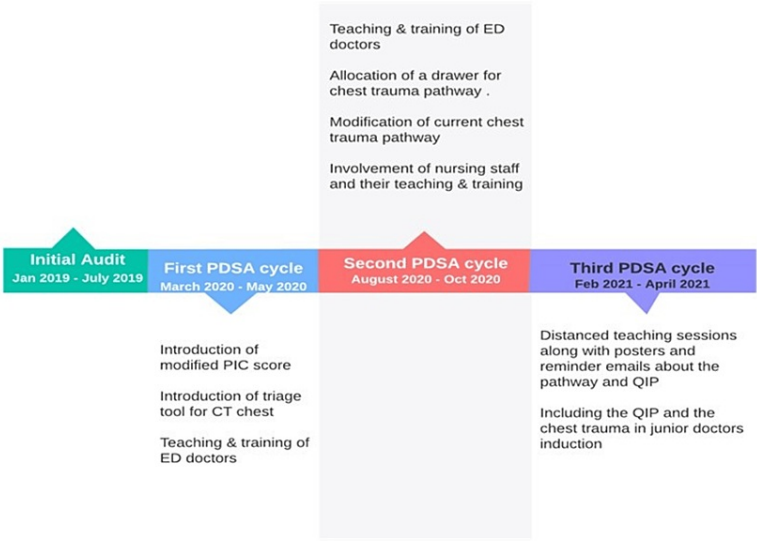 Teaching & training of ED
doctors
Allocation of a drawer for
chest trauma pathway .
Modification of current chest
trauma pathway
Involvement of nursing staff
and their teaching & training
Initial Audit
Jan 2019 - July 2019
First PDSA cycle
March 2020 - May 2020
Second PDSA cycle
August 2020 - Oct 2020
Third PDSA cycle
Feb 2021 - April 2021
Introduction of
modified PIC score
Introduction of triage
tool for CT chest
Teaching & training of
ED doctors
Distanced teaching sessions
along with posters and
reminder emails about the
pathway and QIP
Including the QIP and the
chest trauma in junior doctors
induction